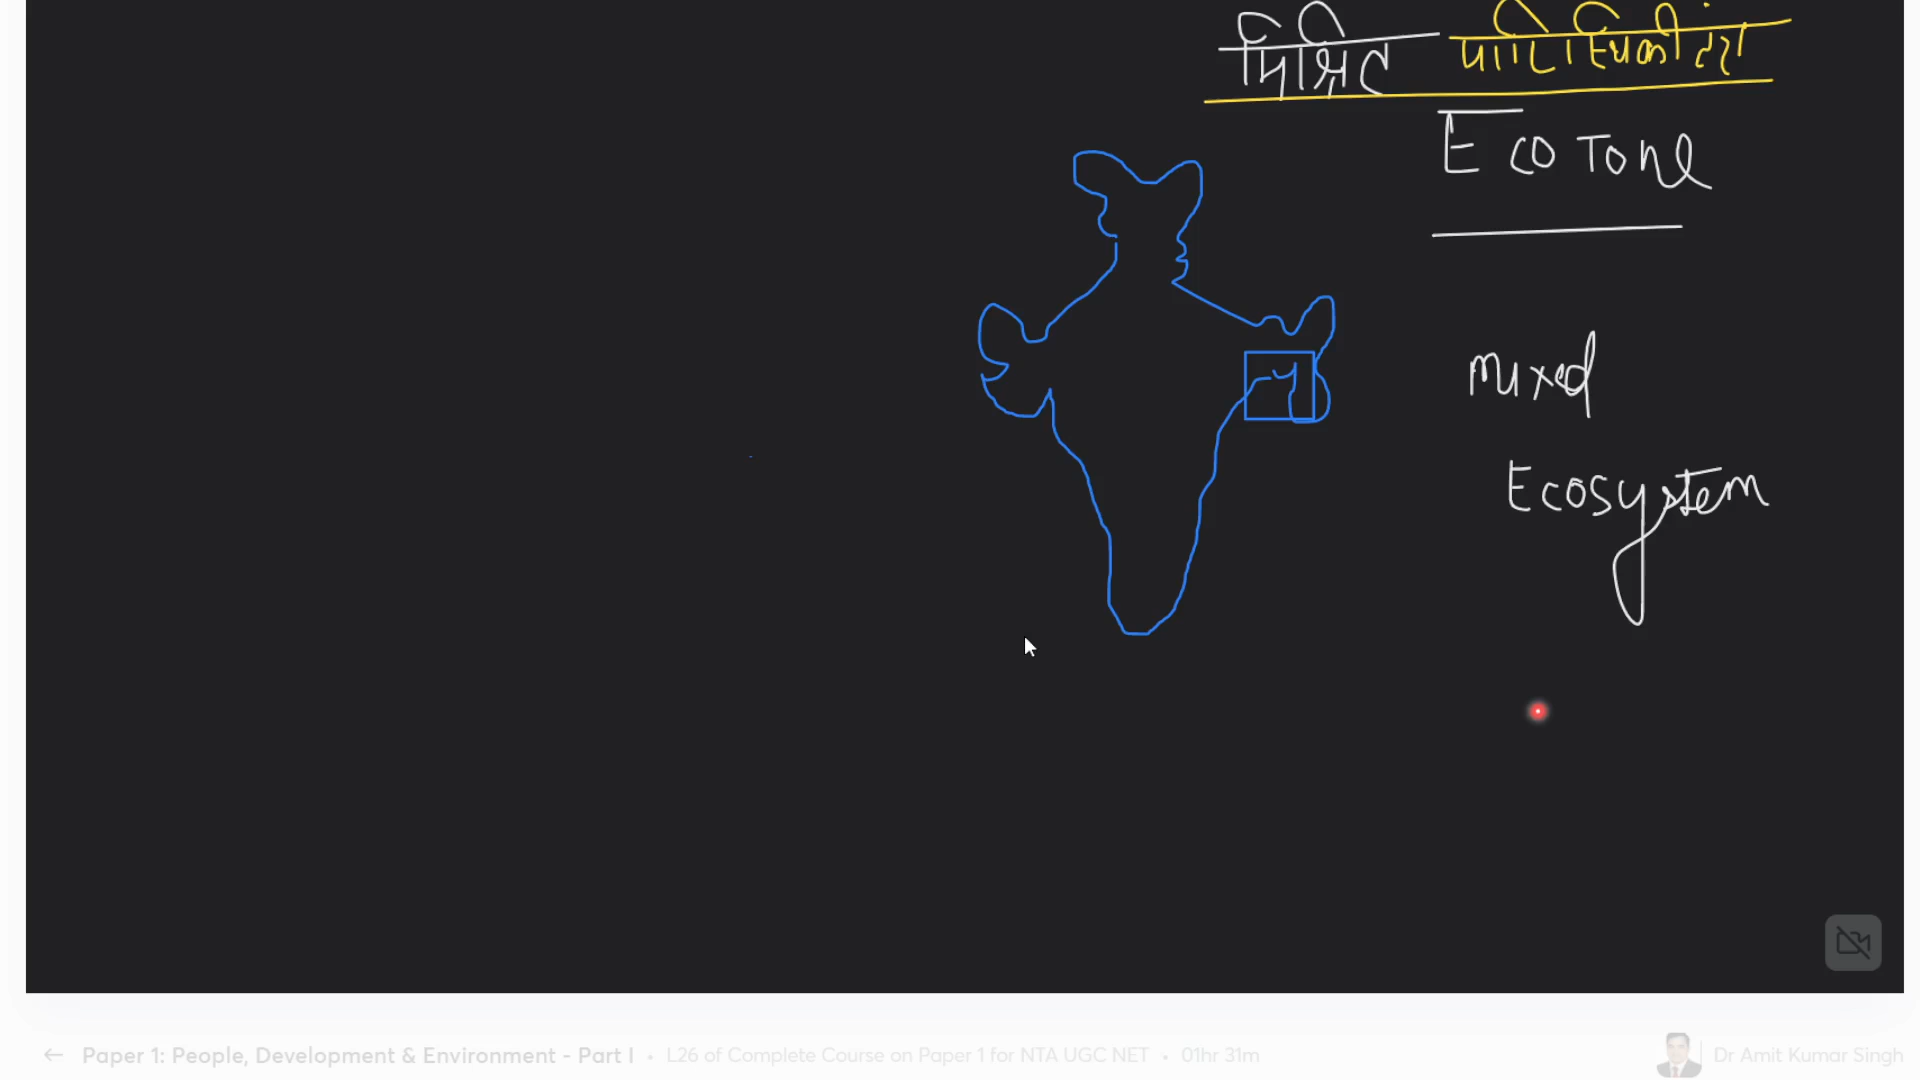 मिश्रित पारिस्थिकी तंत्र
Ecotone
mixed
Ecosystem
Paper 1: People, Development & Environment - Part I • L26 of Complete Course on Paper 1 for NTA UGC NET • 01hr 31m
Dr Amit Kumar Singh